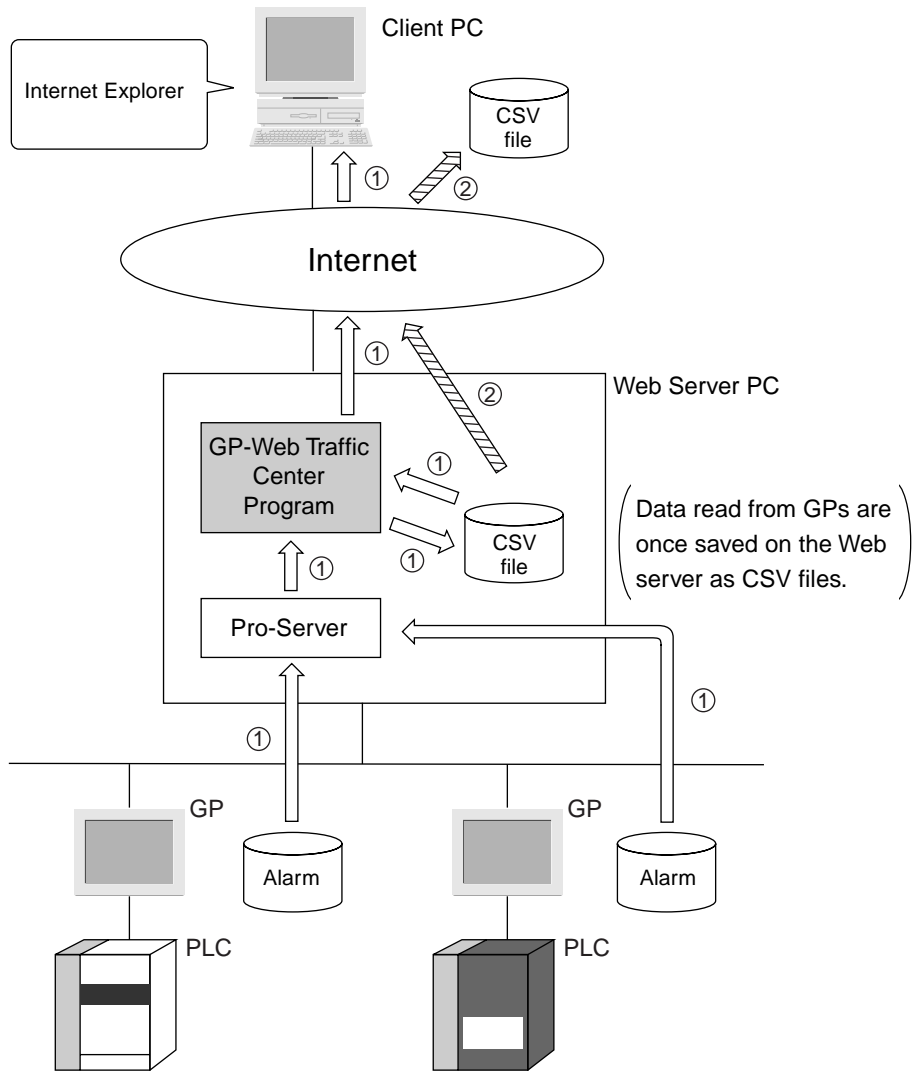 Client PC
Internet Explorer
CSV
file
①
②
Internet
①
Web Server PC
②
GP-Web Traffic
Center
Program
①
①
CSV
file
Data read from GPs are
once saved on the Web
server as CSV files.
①
Pro-Server
①
①
GP
GP
Alarm
Alarm
PLC
PLC